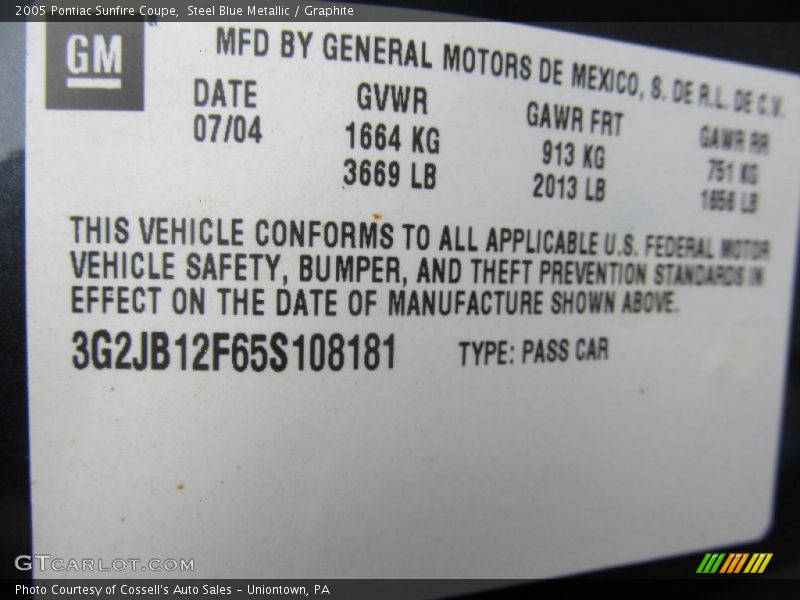 2005 Pontiac Sunfire Coupe, Steel Blue Metallic / Graphite
GM
MFD BY GENERAL MOTORS DE MEXICO, S. DE R.L. DE C.V.
DATE GVWR GAWR FRT GAWR RR
07/04 1664 KG 913 KG 751 KG
3669 LB 2013 LB 1656 LB
THIS VEHICLE CONFORMS TO ALL APPLICABLE U.S. FEDERAL MOTOR
VEHICLE SAFETY, BUMPER, AND THEFT PREVENTION STANDARDS IN
EFFECT ON THE DATE OF MANUFACTURE SHOWN ABOVE.
3G2JB12F65S108181 TYPE: PASS CAR
GTCARLOT.COM
Photo Courtesy of Cossell's Auto Sales - Uniontown, PA